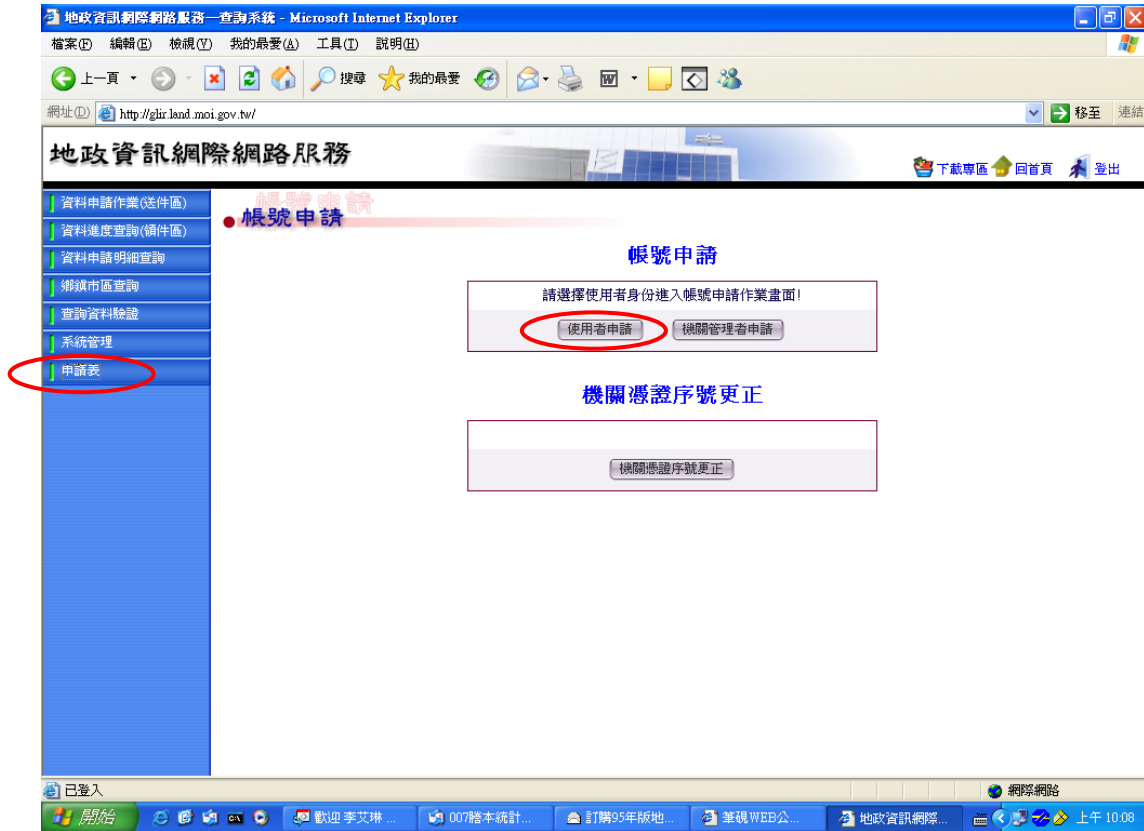 地政資訊網際網路服務—查詢系統 - Microsoft Internet Explorer
檔案(F) 編輯(E) 檢視(V) 我的最愛(A) 工具(T) 說明(H)
上一頁 搜尋 我的最愛
網址(D) http://glir.land.moi.gov.tw/ 移至 連結
地政資訊網際網路服務
下載專區 回首頁 登出
資料申請作業(送件區)
資料進度查詢(領件區)
資料申請明細查詢
鄉鎮市區查詢
查詢資料驗證
系統管理
申請表
帳號申請
帳號申請
帳號申請
請選擇使用者身份進入帳號申請作業畫面!
使用者申請 機關管理者申請
機關憑證序號更正
機關憑證序號更正
已登入 網際網路
開始 歡迎 李艾琳 ... 007謄本統計... 訂購95年版地... 筆硯WEB公... 地政資訊網際... 上午 10:08